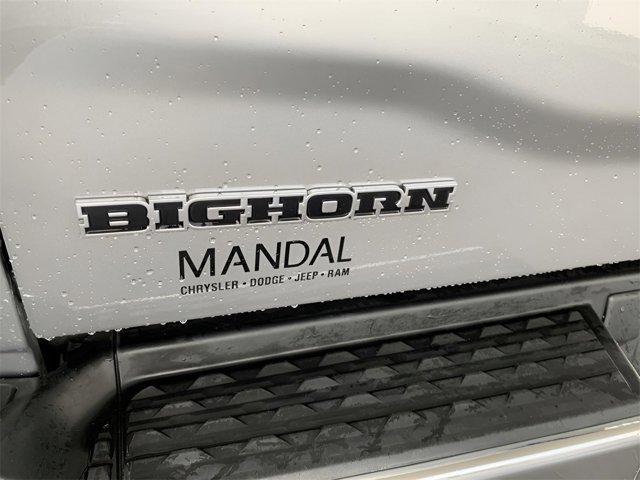 BIGHORN
MANDAL
CHRYSLER • DODGE • JEEP • RAM